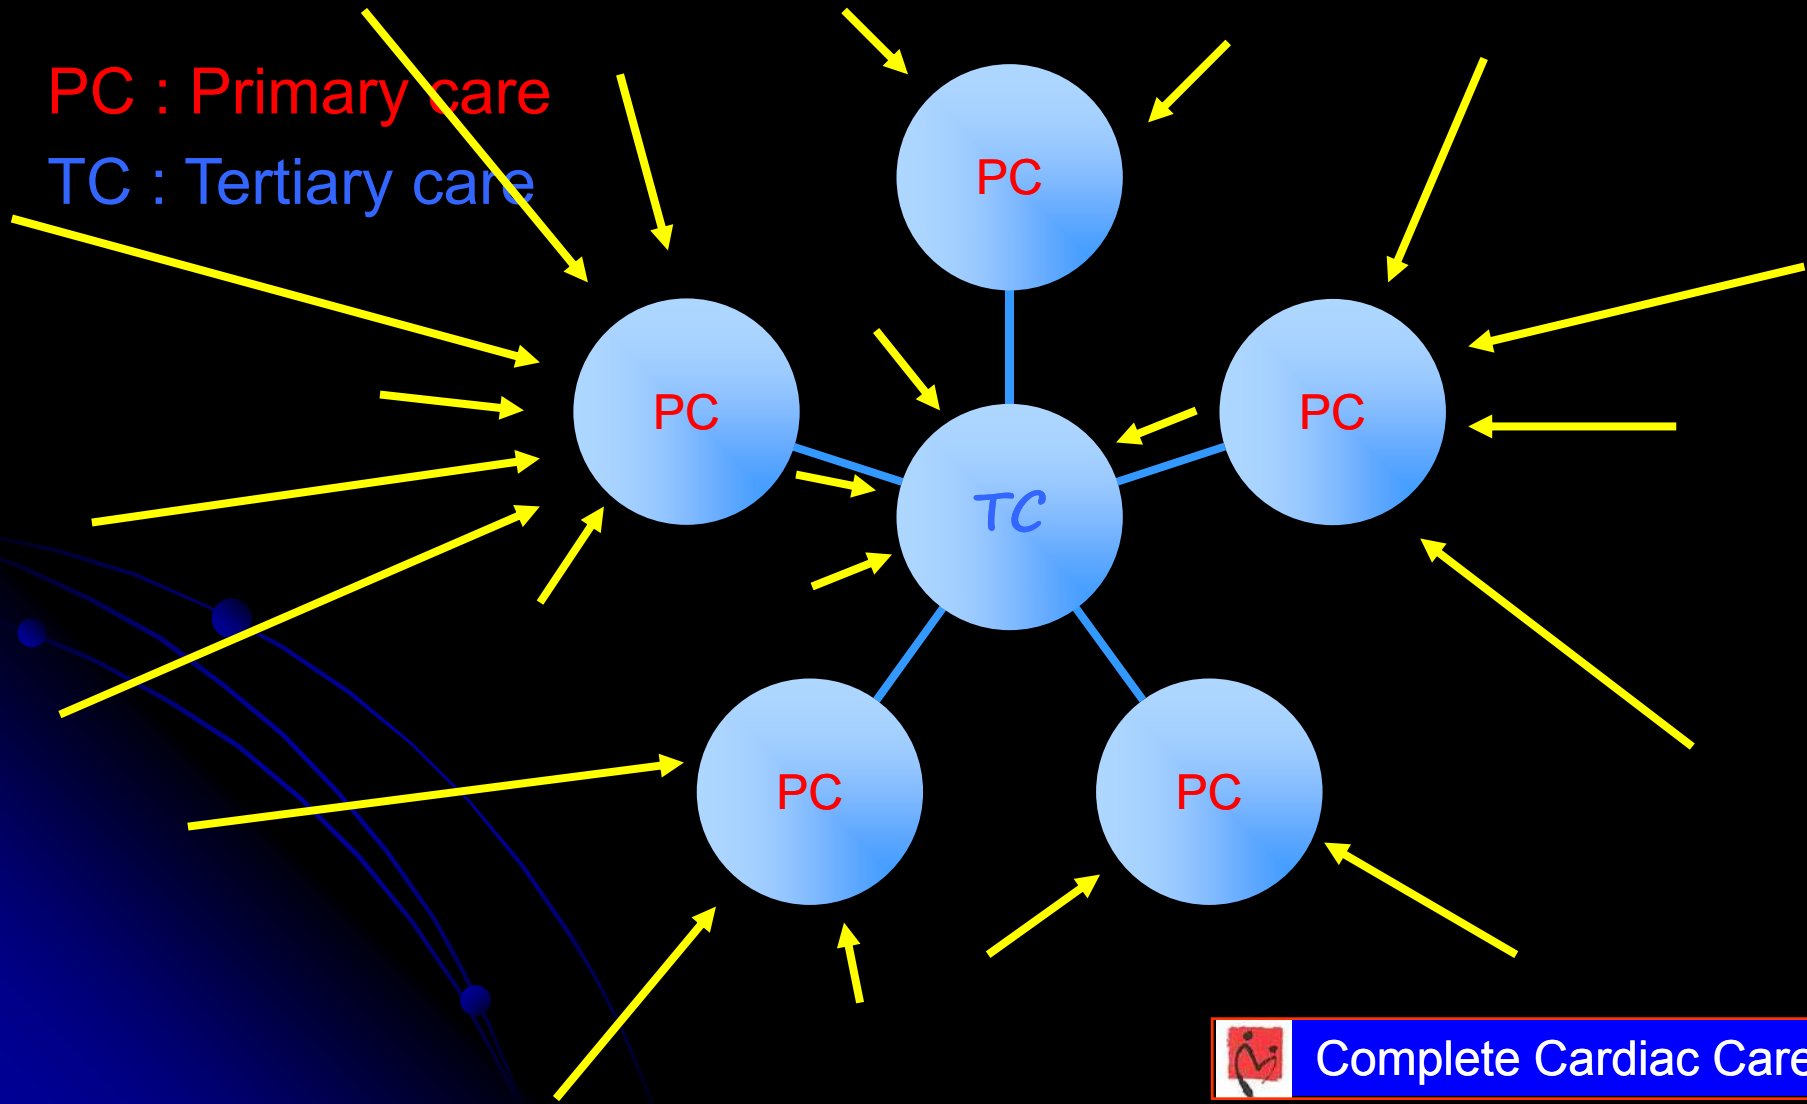 PC : Primary care
TC : Tertiary care
PC
PC
PC
TC
PC
PC
Complete Cardiac Care